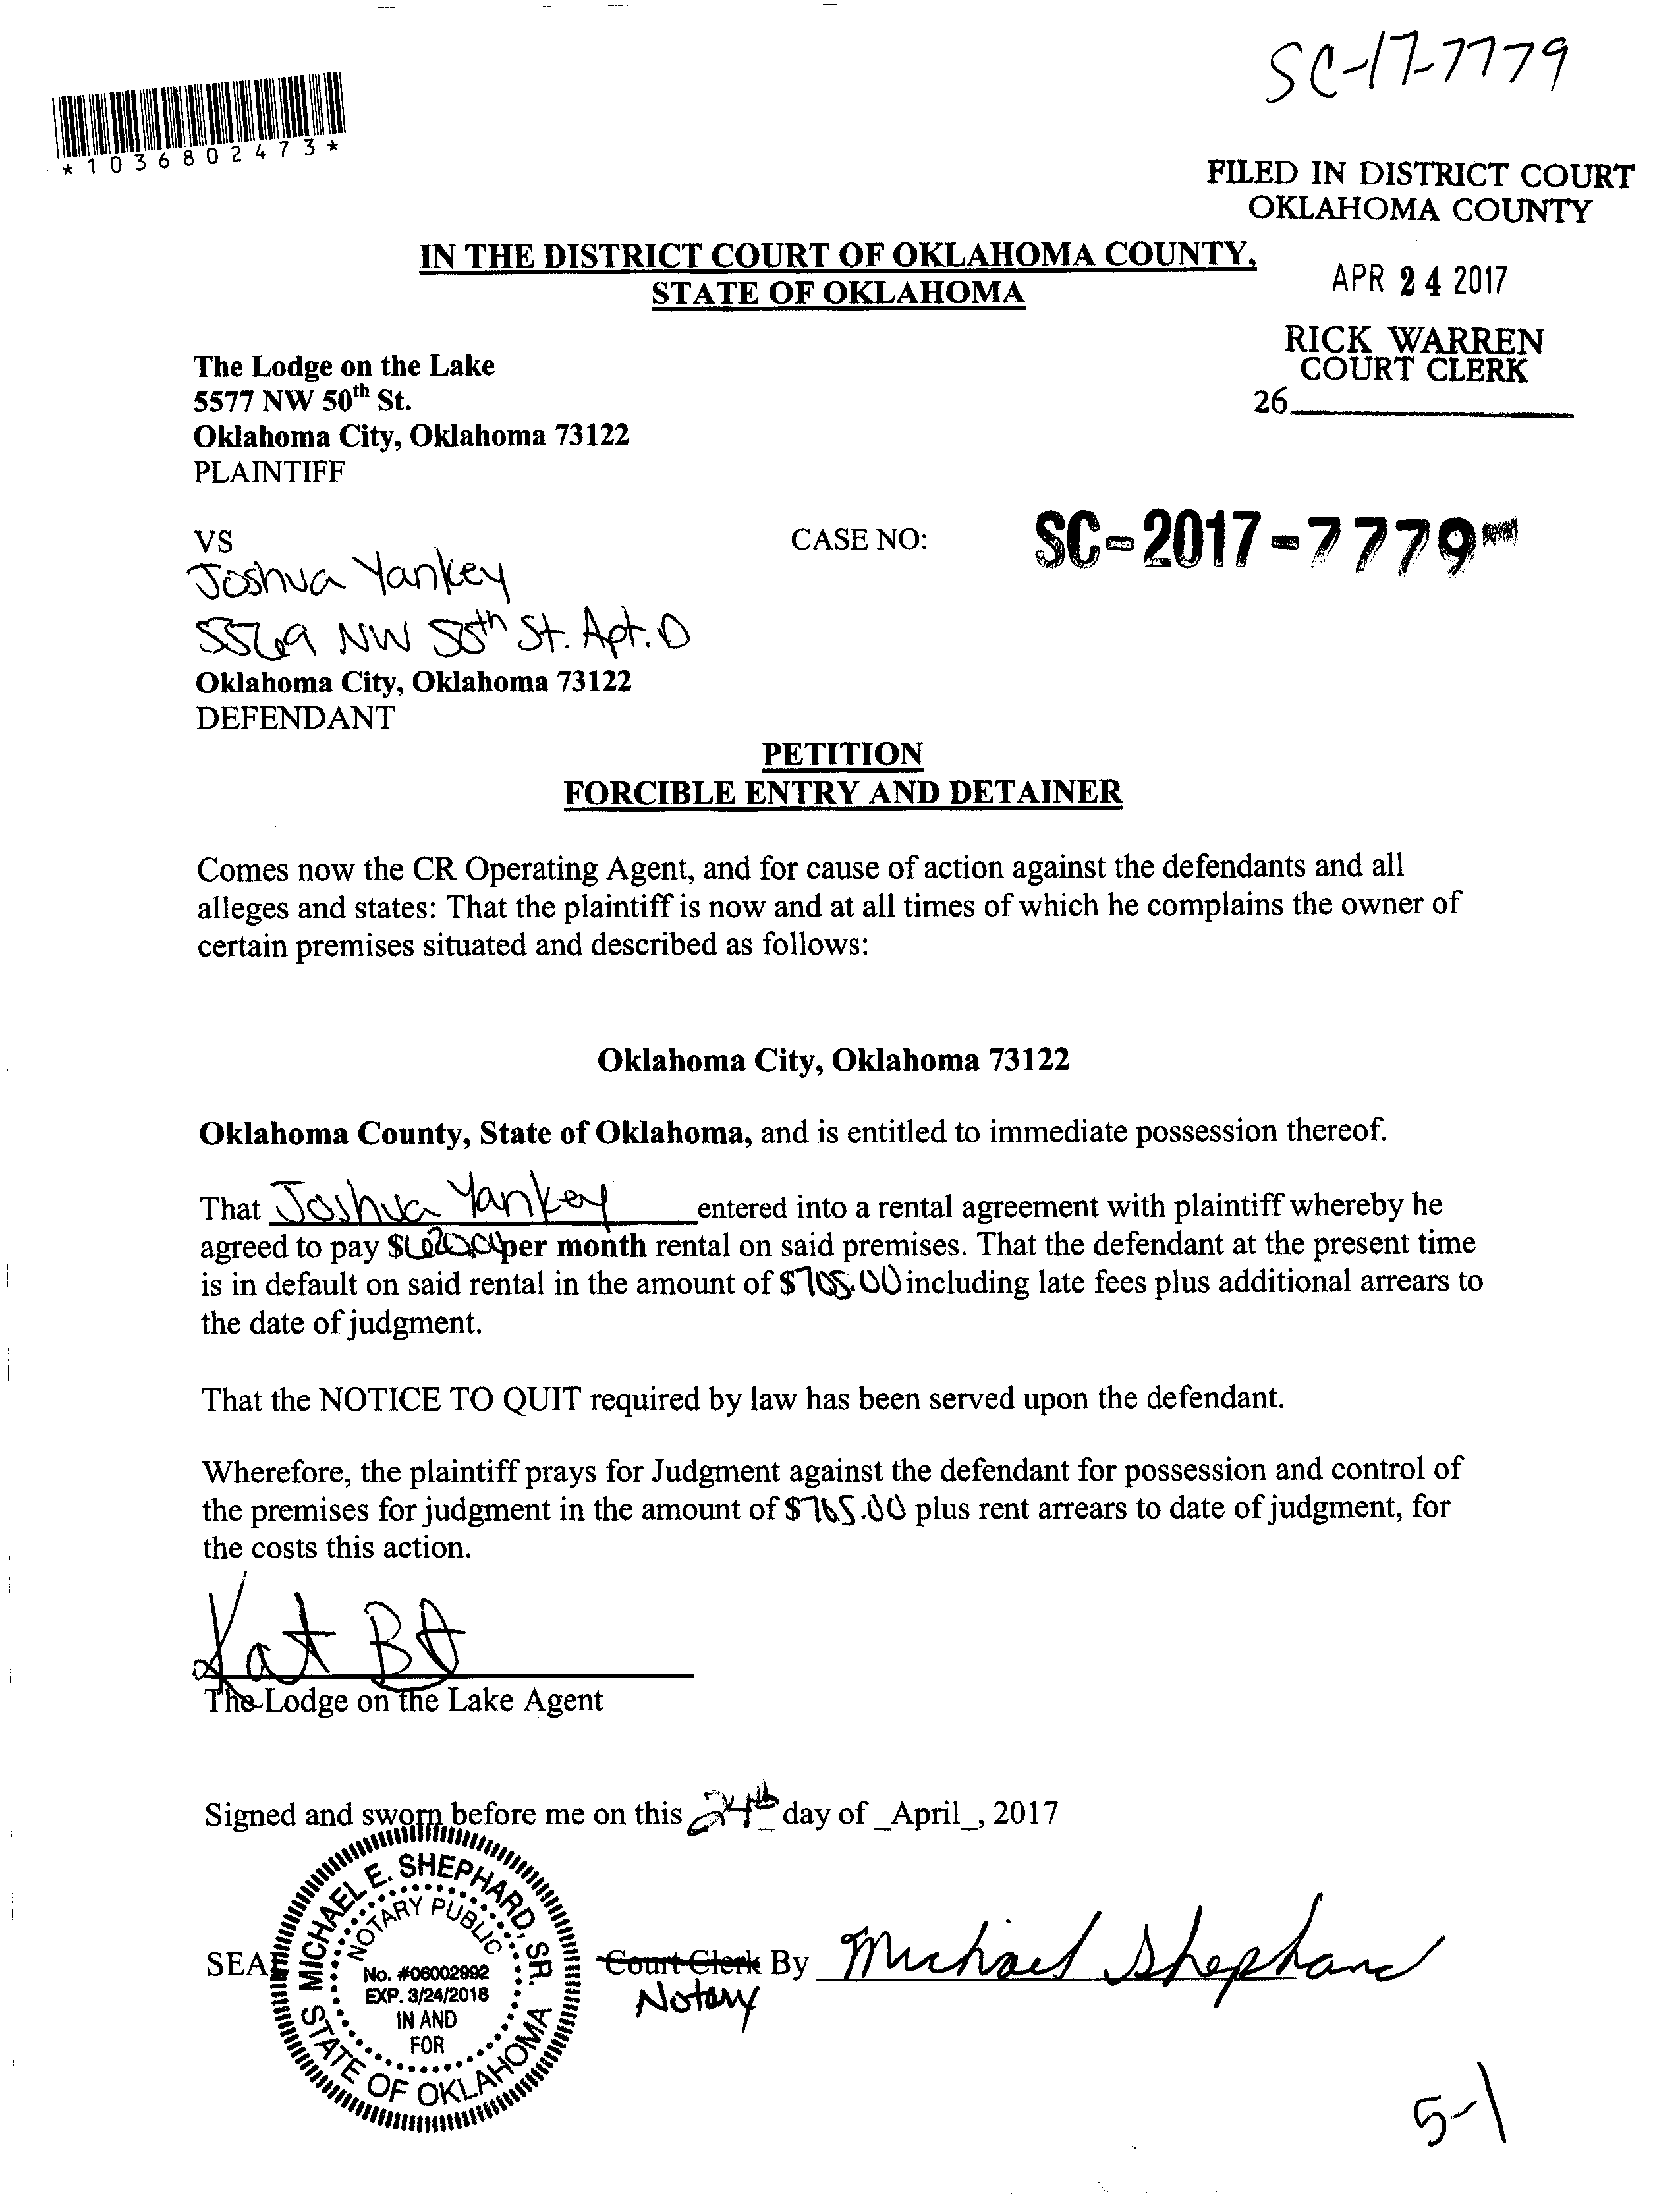 SC-17-7779
*1036802473*
FILED IN DISTRICT COURT
OKLAHOMA COUNTY
IN THE DISTRICT COURT OF OKLAHOMA COUNTY,
STATE OF OKLAHOMA
APR 24 2017
RICK WARREN
COURT CLERK
26
The Lodge on the Lake
5577 NW 50th St.
Oklahoma City, Oklahoma 73122
PLAINTIFF
VS
CASE NO: SC-2017-7779
Joshua Yankey
5569 NW 50th St. Apt. D
Oklahoma City, Oklahoma 73122
DEFENDANT
PETITION
FORCIBLE ENTRY AND DETAINER
Comes now the CR Operating Agent, and for cause of action against the defendants and all
alleges and states: That the plaintiff is now and at all times of which he complains the owner of
certain premises situated and described as follows:
Oklahoma City, Oklahoma 73122
Oklahoma County, State of Oklahoma, and is entitled to immediate possession thereof.
That Joshua Yankey entered into a rental agreement with plaintiff whereby he
agreed to pay per month rental on said premises. That the defendant at the present time
is in default on said rental in the amount of including late fees plus additional arrears to
the date of judgment.
That the NOTICE TO QUIT required by law has been served upon the defendant.
Wherefore, the plaintiff prays for Judgment against the defendant for possession and control of
the premises for judgment in the amount of plus rent arrears to date of judgment, for
the costs this action.
The Lodge on the Lake Agent
Signed and sworn before me on this 24th day of _April_, 2017
MICHAEL E. SHEPHARD, SR.
NOTARY PUBLIC
No. #06002992
EXP. 3/24/2018
IN AND
FOR
STATE OF OKLAHOMA
SEAL
Court Clerk By Michael Shephard
Notary
5-1